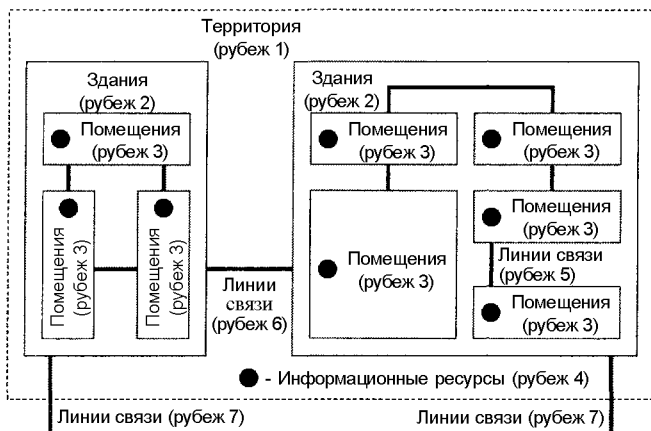 Территория
(рубеж 1)
Здания
(рубеж 2)
Помещения
(рубеж 3)
Помещения
(рубеж 3)
Помещения
(рубеж 3)
Линии
связи
(рубеж 6)
Здания
(рубеж 2)
Помещения
(рубеж 3)
Помещения
(рубеж 3)
Помещения
(рубеж 3)
Помещения
(рубеж 3)
Линии связи
(рубеж 5)
Помещения
(рубеж 3)
- Информационные ресурсы (рубеж 4)
Линии связи (рубеж 7)
Линии связи (рубеж 7)